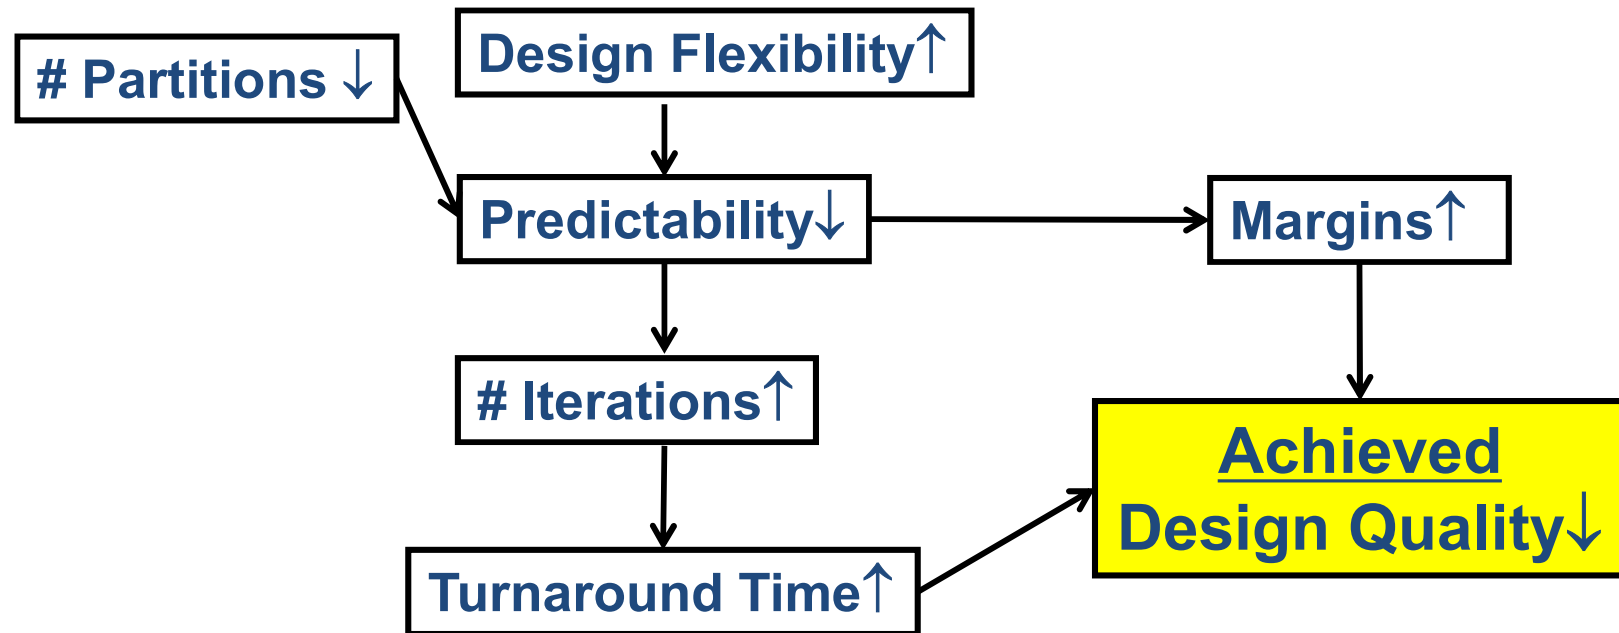 Design Flexibility↑
# Partitions ↓
Predictability↓
Margins↑
# Iterations↑
Achieved
Design Quality↓
Turnaround Time↑